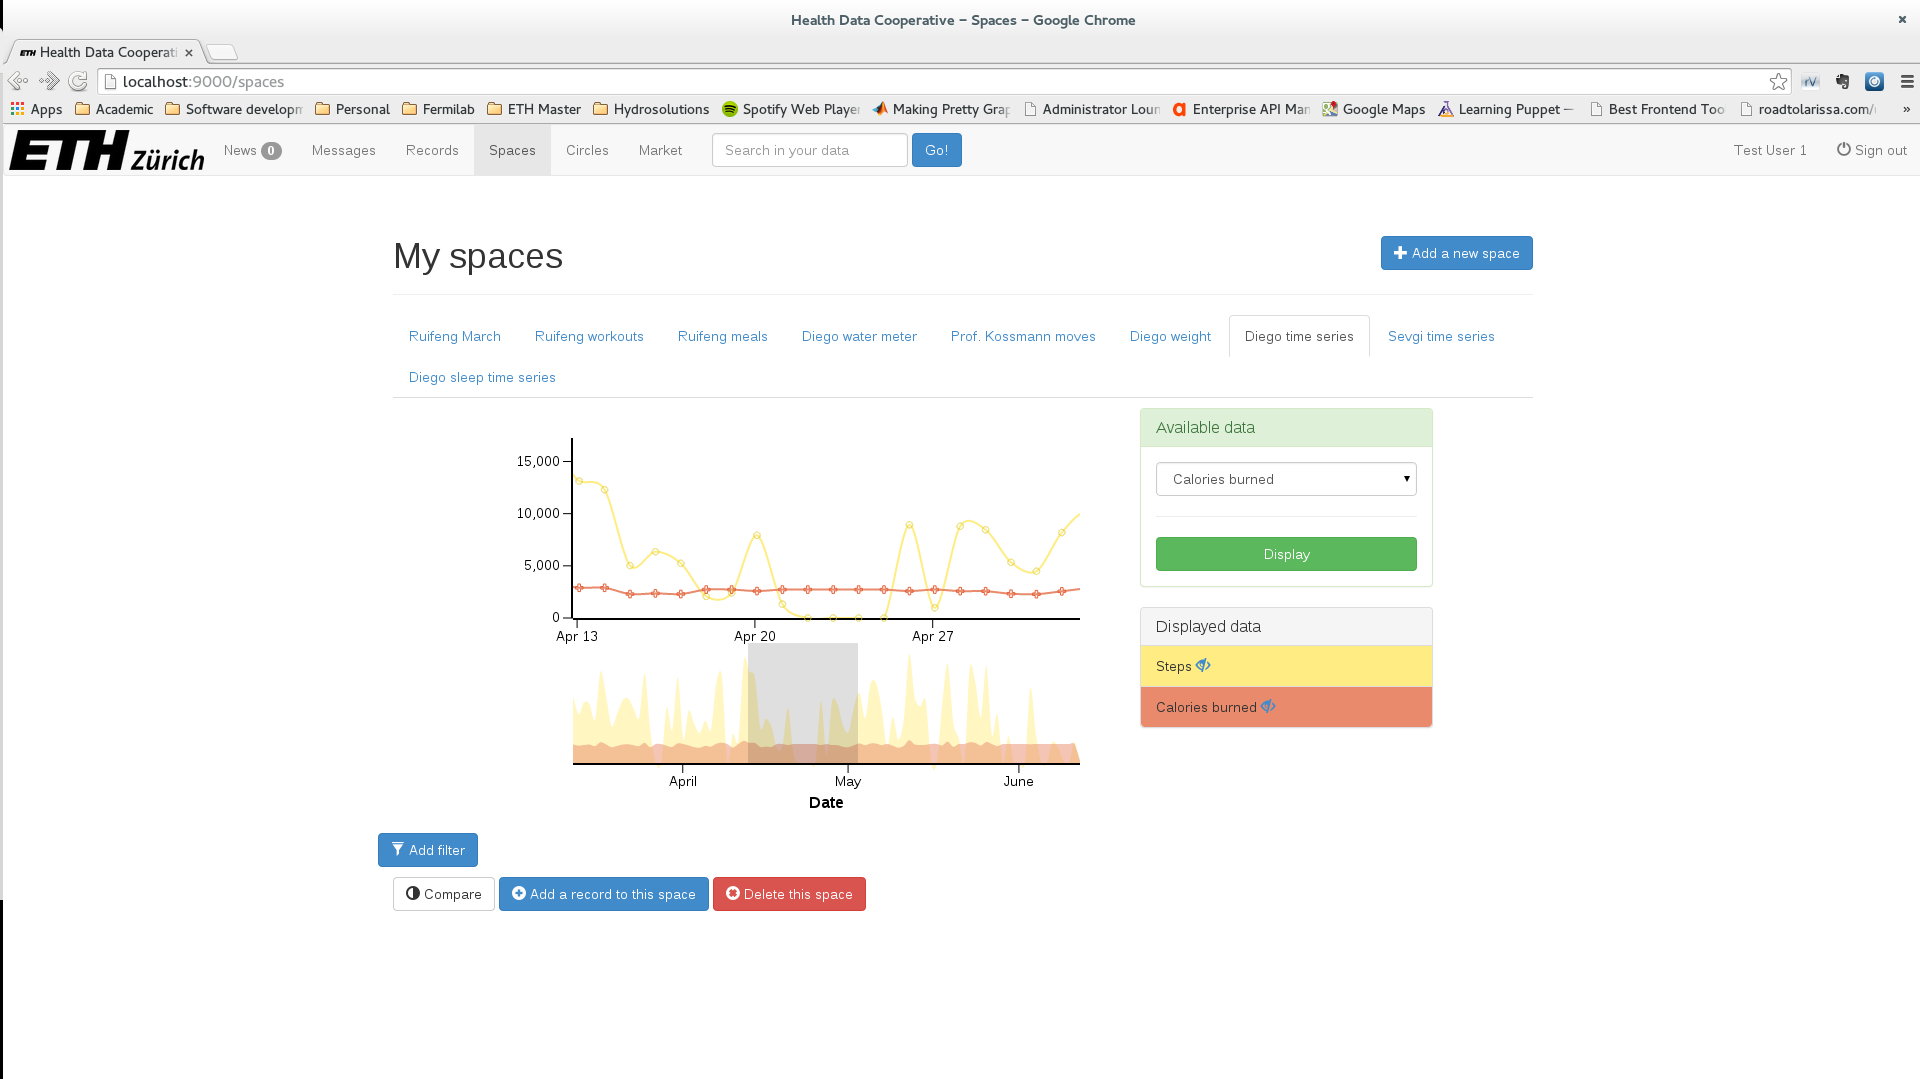 Health Data Cooperative – Spaces – Google Chrome
Health Data Cooperati
localhost:9000/spaces
Apps Academic Software developm Personal Fermilab ETH Master Hydrosolutions Spotify Web Player Making Pretty Grap Administrator Loun Enterprise API Man Google Maps Learning Puppet – Best Frontend Too roadtolarissa.com/ »
ETH Zürich News 0 Messages Records Spaces Circles Market Search in your data Go! Test User 1 Sign out
My spaces Add a new space
Ruifeng March Ruifeng workouts Ruifeng meals Diego water meter Prof. Kossmann moves Diego weight Diego time series Sevgi time series
Diego sleep time series
Available data
Calories burned
Display
Displayed data
Steps
Calories burned
15,000
10,000
5,000
0
Apr 13 Apr 20 Apr 27
April May June
Date
Add filter
Compare Add a record to this space Delete this space